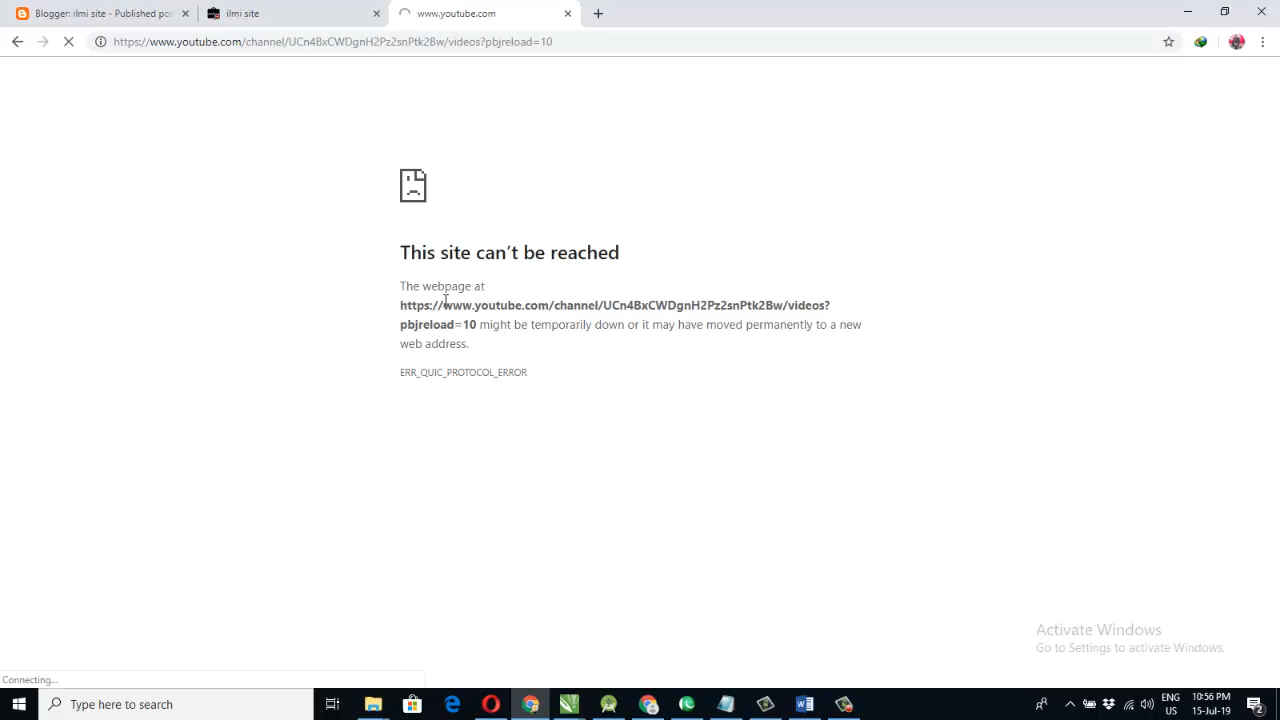 Blogger: ilmi site - Published pos
ilmi site
www.youtube.com
https://www.youtube.com/channel/UCn4BxCWDgnH2Pz2snPtk2Bw/videos?pbjreload=10
This site can’t be reached
The webpage at
https://www.youtube.com/channel/UCn4BxCWDgnH2Pz2snPtk2Bw/videos?
pbjreload=10 might be temporarily down or it may have moved permanently to a new
web address.
ERR_QUIC_PROTOCOL_ERROR
Activate Windows
Go to Settings to activate Windows.
Connecting...
Type here to search
ENG
US
10:56 PM
15-Jul-19
2